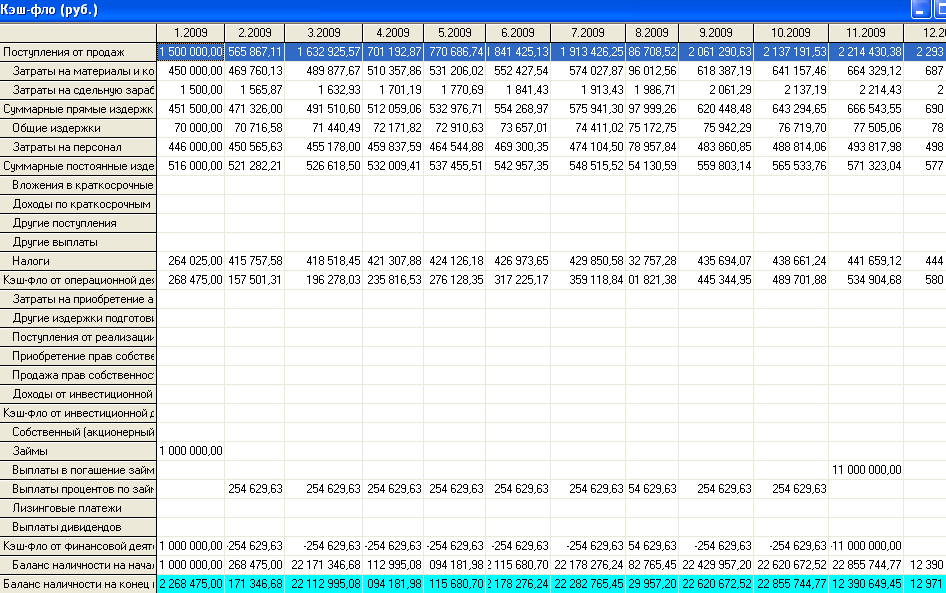 Кэш-фло (руб.)
1.2009 2.2009 3.2009 4.2009 5.2009 6.2009 7.2009 8.2009 9.2009 10.2009 11.2009 12.2
Поступления от продаж 1 500 000,00 565 867,11 1 632 925,57 701 192,87 770 686,74 1 841 425,13 1 913 426,25 86 708,52 2 061 290,63 2 137 191,53 2 214 430,38 2 293
Затраты на материалы и ко 450 000,00 469 760,13 489 877,67 510 357,86 531 206,02 552 427,54 574 027,87 96 012,56 618 387,19 641 157,46 664 329,12 687
Затраты на сдельную зараб 1 500,00 1 565,87 1 632,93 1 701,19 1 770,69 1 841,43 1 913,43 1 986,71 2 061,29 2 137,19 2 214,43 2
Суммарные прямые издержк 451 500,00 471 326,00 491 510,60 512 059,06 532 976,71 554 268,97 575 941,30 97 999,26 620 448,48 643 294,65 666 543,55 690
Общие издержки 70 000,00 70 716,58 71 440,49 72 171,82 72 910,63 73 657,01 74 411,02 75 172,75 75 942,29 76 719,70 77 505,06 78
Затраты на персонал 446 000,00 450 565,63 455 178,00 459 837,59 464 544,88 469 300,35 474 104,50 78 957,84 483 860,85 488 814,06 493 817,98 498
Суммарные постоянные изде 516 000,00 521 282,21 526 618,50 532 009,41 537 455,51 542 957,35 548 515,52 54 130,59 559 803,14 565 533,76 571 323,04 577
Вложения в краткосрочные
Доходы по краткосрочным
Другие поступления
Другие выплаты
Налоги 264 025,00 415 757,58 418 518,45 421 307,88 424 126,18 426 973,65 429 850,58 32 757,28 435 694,07 438 661,24 441 659,12 444
Кэш-фло от операционной дея 268 475,00 157 501,31 196 278,03 235 816,53 276 128,35 317 225,17 359 118,84 01 821,38 445 344,95 489 701,88 534 904,68 580
Затраты на приобретение а
Другие издержки подготовы
Поступления от реализации
Приобретение прав собстве
Продажа прав собственнос
Доходы от инвестиционной
Кэш-фло от инвестиционной д
Собственный (акционерный
Займы 1 000 000,00
Выплаты в погашение займ 11 000 000,00
Выплаты процентов по займ 254 629,63 254 629,63 254 629,63 254 629,63 254 629,63 254 629,63 54 629,63 254 629,63 254 629,63
Лизинговые платежи
Выплаты дивидендов
Кэш-фло от финансовой деят 1 000 000,00 -254 629,63 -254 629,63 -254 629,63 -254 629,63 -254 629,63 -254 629,63 54 629,63 -254 629,63 -254 629,63 -11 000 000,00
Баланс наличности на нача 1 000 000,00 268 475,00 22 171 346,68 112 995,08 094 181,98 2 115 680,70 22 178 276,24 82 765,45 22 429 957,20 22 620 672,52 22 855 744,77 12 390
Баланс наличности на конец 2 268 475,00 171 346,68 22 112 995,08 094 181,98 115 680,70 2 178 276,24 22 282 765,45 29 957,20 22 620 672,52 22 855 744,77 12 390 649,45 12 971